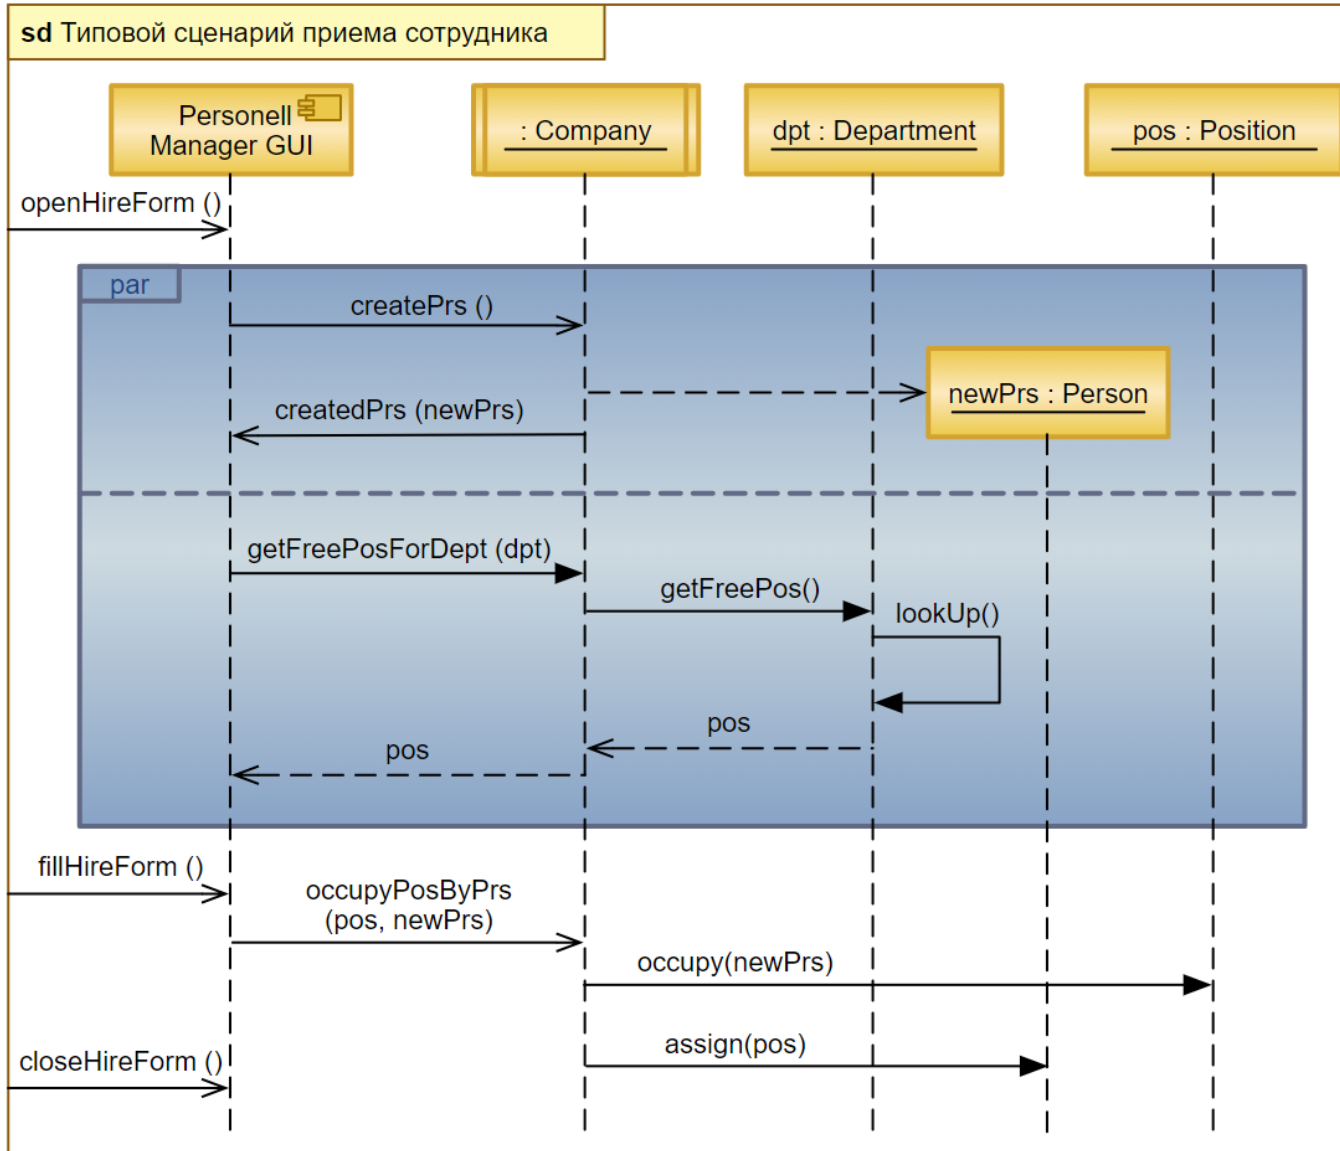 sd Типовой сценарий приема сотрудника
Personell
Manager GUI
: Company
dpt : Department
pos : Position
openHireForm ()
par
createPrs ()
newPrs : Person
createdPrs (newPrs)
getFreePosForDept (dpt)
getFreePos()
lookUp()
pos
pos
fillHireForm ()
occupyPosByPrs
(pos, newPrs)
occupy(newPrs)
assign(pos)
closeHireForm ()